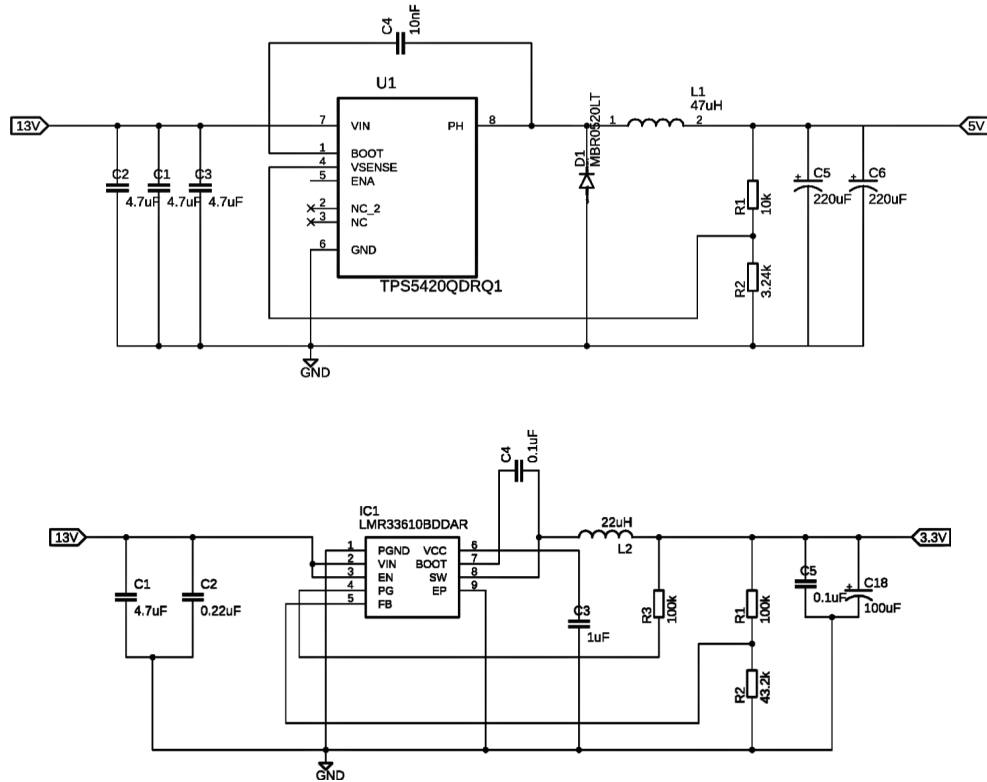 C4
10nF
U1
L1
47uH
13V
7 VIN PH 8
1 2
5V
1 BOOT
4 VSENSE
5 ENA
2 NC_2
3 NC
6 GND
TPS5420QDRQ1
D1
MBR0520LT
C2
4.7uF
C1
4.7uF
C3
4.7uF
R1
10k
R2
3.24k
C5
220uF
C6
220uF
GND
C4
0.1uF
IC1
LMR33610BDDAR
22uH
L2
13V
3.3V
1 PGND VCC 6
2 VIN BOOT 7
3 EN SW 8
4 PG EP 9
5 FB
C1
4.7uF
C2
0.22uF
C3
1uF
R3
100k
R1
100k
R2
43.2k
C5
0.1uF
C18
100uF
GND